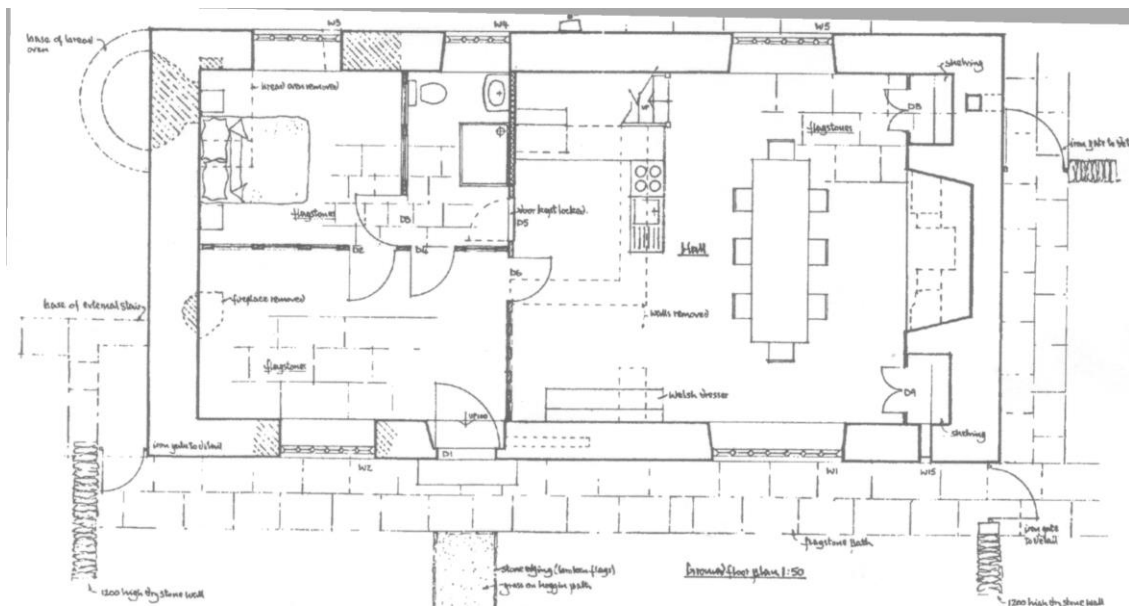 W3
W4
W5
base of bread
oven
shelving
bread oven removed
UP
D8
flagstones
iron gate to detail
flagstones
D3
door kept locked
D5
D2
D4
Hall
D6
base of external stair
fireplace removed
walls removed
flagstones
Welsh dresser
D9
UP100
iron gate to detail
D1
shelving
W2
W1
W15
iron gate
to detail
flagstone path
stone edging (broken flags)
grass on hoggin path
Ground floor plan 1:50
1200 high dry stone wall
1200 high dry stone wall